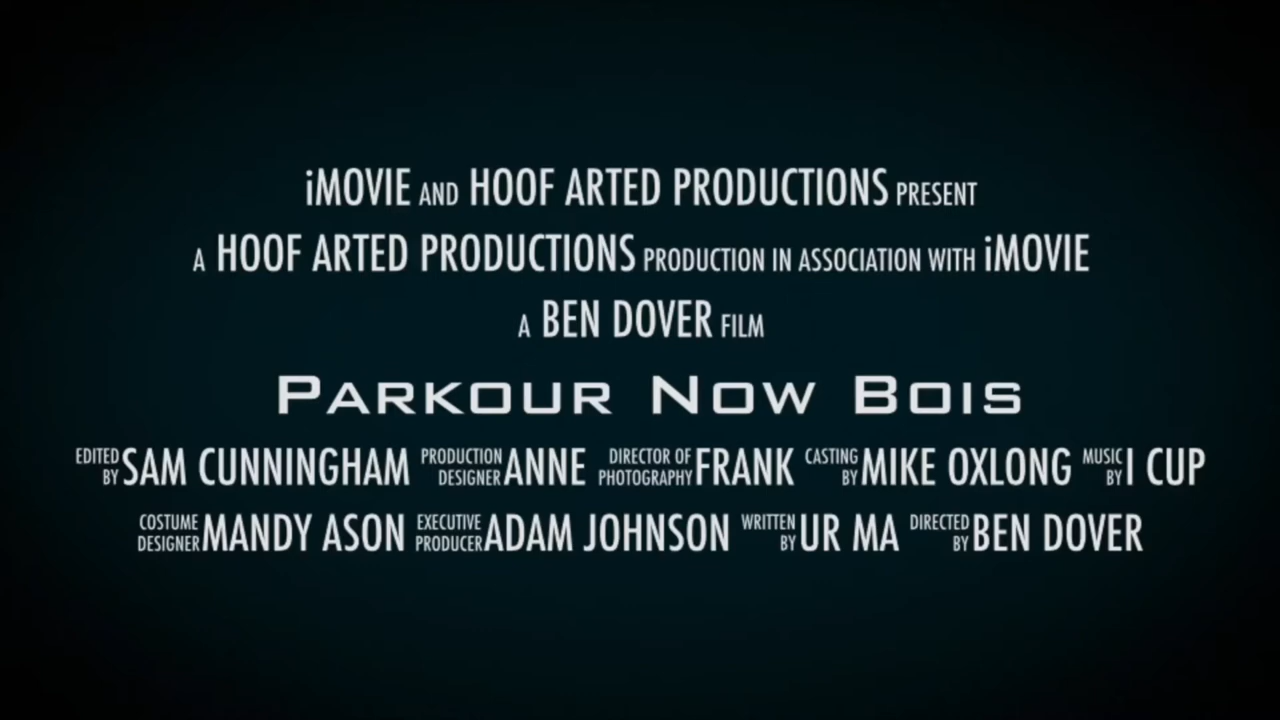 iMOVIE AND HOOF ARTED PRODUCTIONS PRESENT
A HOOF ARTED PRODUCTIONS PRODUCTION IN ASSOCIATION WITH iMOVIE
A BEN DOVER FILM
PARKOUR NOW BOIS
EDITED BY SAM CUNNINGHAM PRODUCTION DESIGNER ANNE DIRECTOR OF PHOTOGRAPHY FRANK CASTING BY MIKE OXLONG MUSIC BY I CUP
COSTUME DESIGNER MANDY ASON EXECUTIVE PRODUCER ADAM JOHNSON WRITTEN BY UR MA DIRECTED BY BEN DOVER